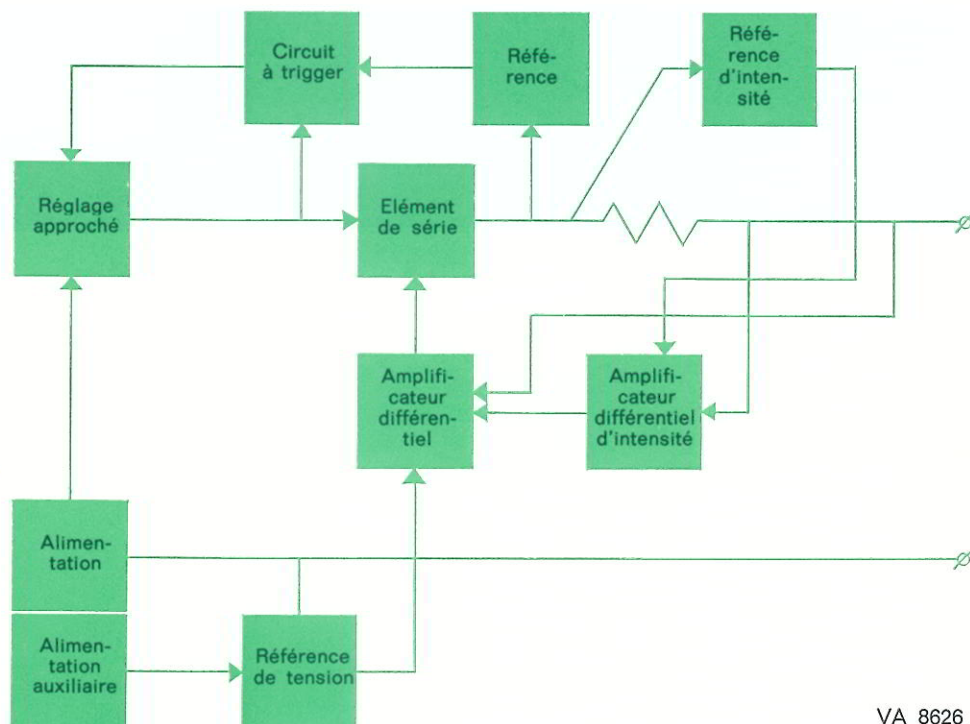 Circuit
à trigger
Réfé-
rence
Réfé-
rence
d'inten-
sité
Réglage
approché
Elément
de série
Amplifi-
cateur
différen-
tiel
Amplifi-
cateur
différentiel
d'intensité
Alimen-
tation
Alimen-
tation
auxiliaire
Référence
de tension
VA 8626